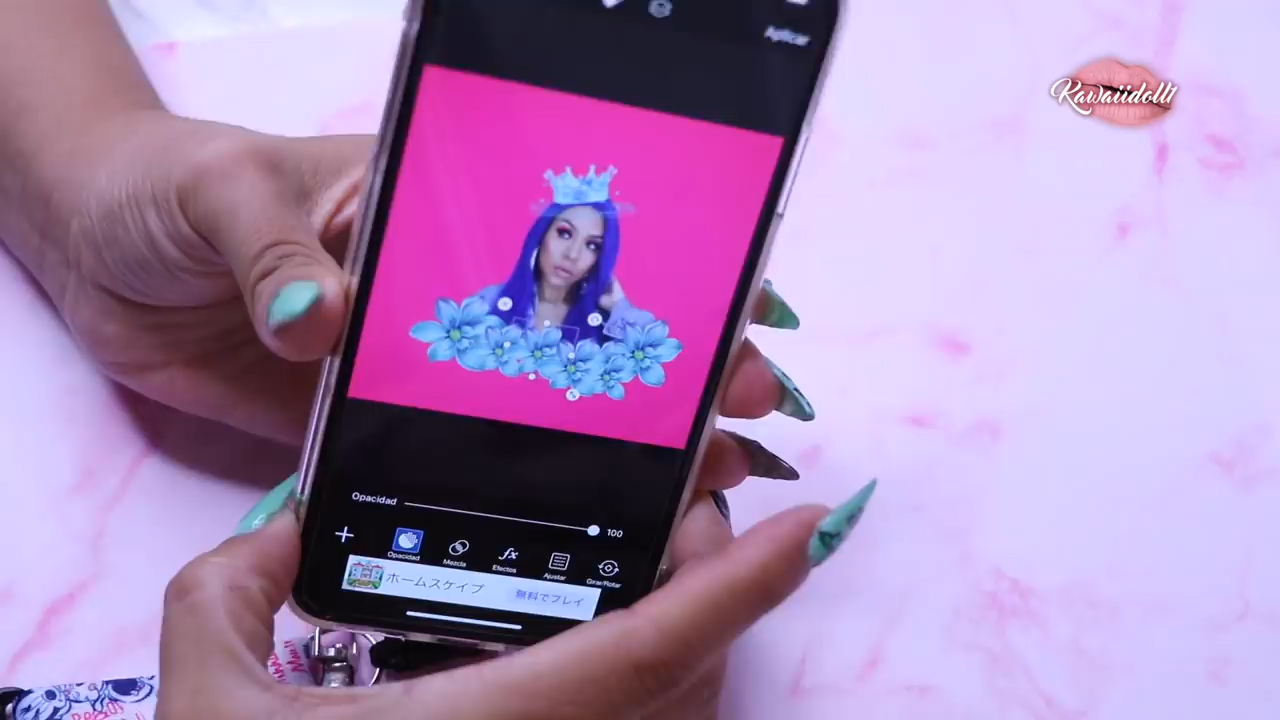 Aplicar
Kawaiidoll1
Opacidad 100
Opacidad Mezcla Efectos Ajustar Girar/Rotar
ホームスケイプ 無料でプレイ